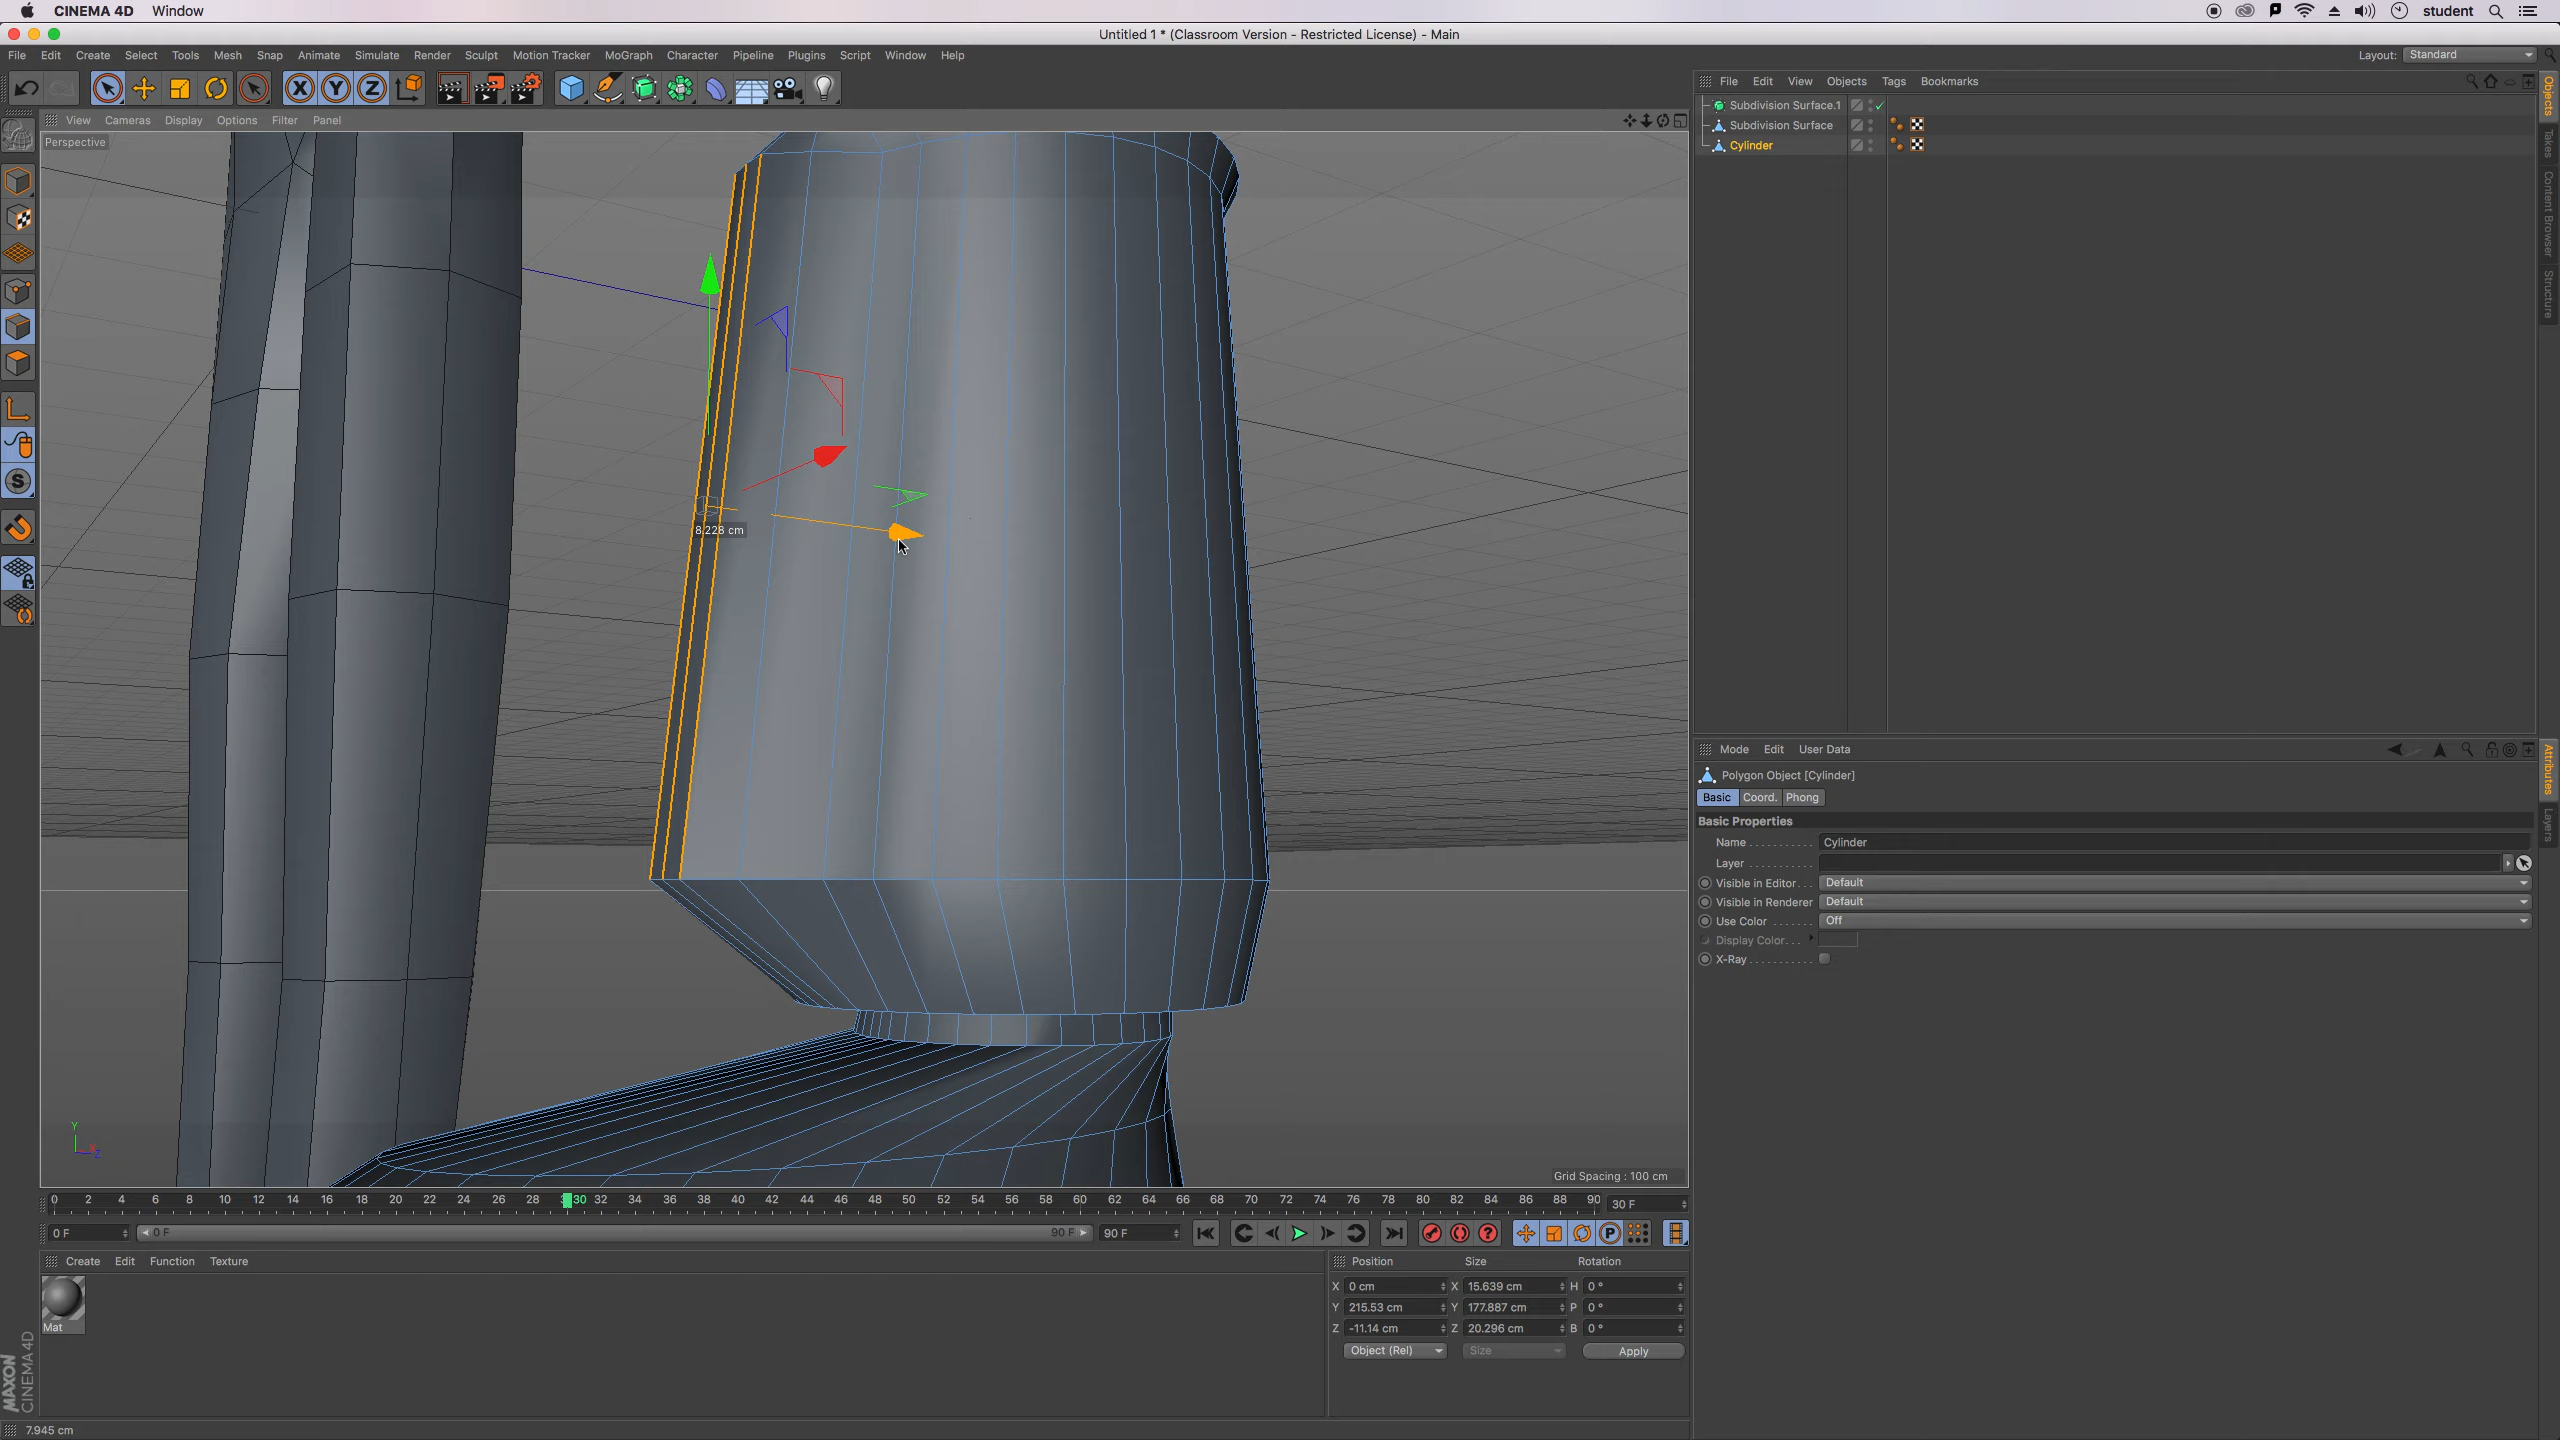 CINEMA 4D Window student
Untitled 1 * (Classroom Version - Restricted License) - Main
File Edit Create Select Tools Mesh Snap Animate Simulate Render Sculpt Motion Tracker MoGraph Character Pipeline Plugins Script Window Help Layout: Standard
X Y Z
View Cameras Display Options Filter Panel
Perspective
8.228 cm
Y
X
Z
Grid Spacing : 100 cm
S
0 2 4 6 8 10 12 14 16 18 20 22 24 26 28 30 32 34 36 38 40 42 44 46 48 50 52 54 56 58 60 62 64 66 68 70 72 74 76 78 80 82 84 86 88 90 30 F
0 F 0 F 90 F 90 F P
Create Edit Function Texture
Mat
MAXON
CINEMA 4D
7.945 cm
Position Size Rotation
X 0 cm X 15.639 cm H 0 °
Y 215.53 cm Y 177.887 cm P 0 °
Z -11.14 cm Z 20.296 cm B 0 °
Object (Rel) Size Apply
File Edit View Objects Tags Bookmarks
Subdivision Surface.1
Subdivision Surface
Cylinder
Objects
Takes
Content Browser
Structure
Mode Edit User Data
Polygon Object [Cylinder]
Basic Coord. Phong
Basic Properties
Name . . . . . . . . . . . Cylinder
Layer . . . . . . . . . . .
Visible in Editor . . . Default
Visible in Renderer Default
Use Color . . . . . . . Off
Display Color. . .
X-Ray . . . . . . . . . . .
Attributes
Layers